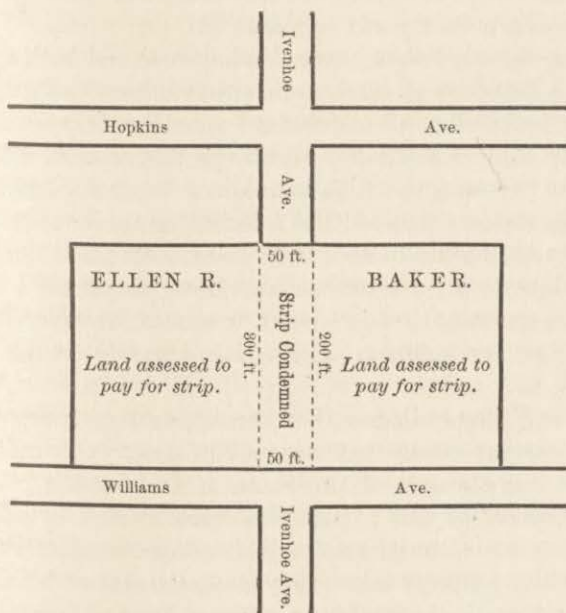 Ivenhoe
Hopkins Ave.
Ave.
50 ft.
ELLEN R. BAKER.
300 ft.
Strip Condemned
200 ft.
Land assessed to
pay for strip.
Land assessed to
pay for strip.
50 ft.
Williams Ave.
Ivenhoe Ave.